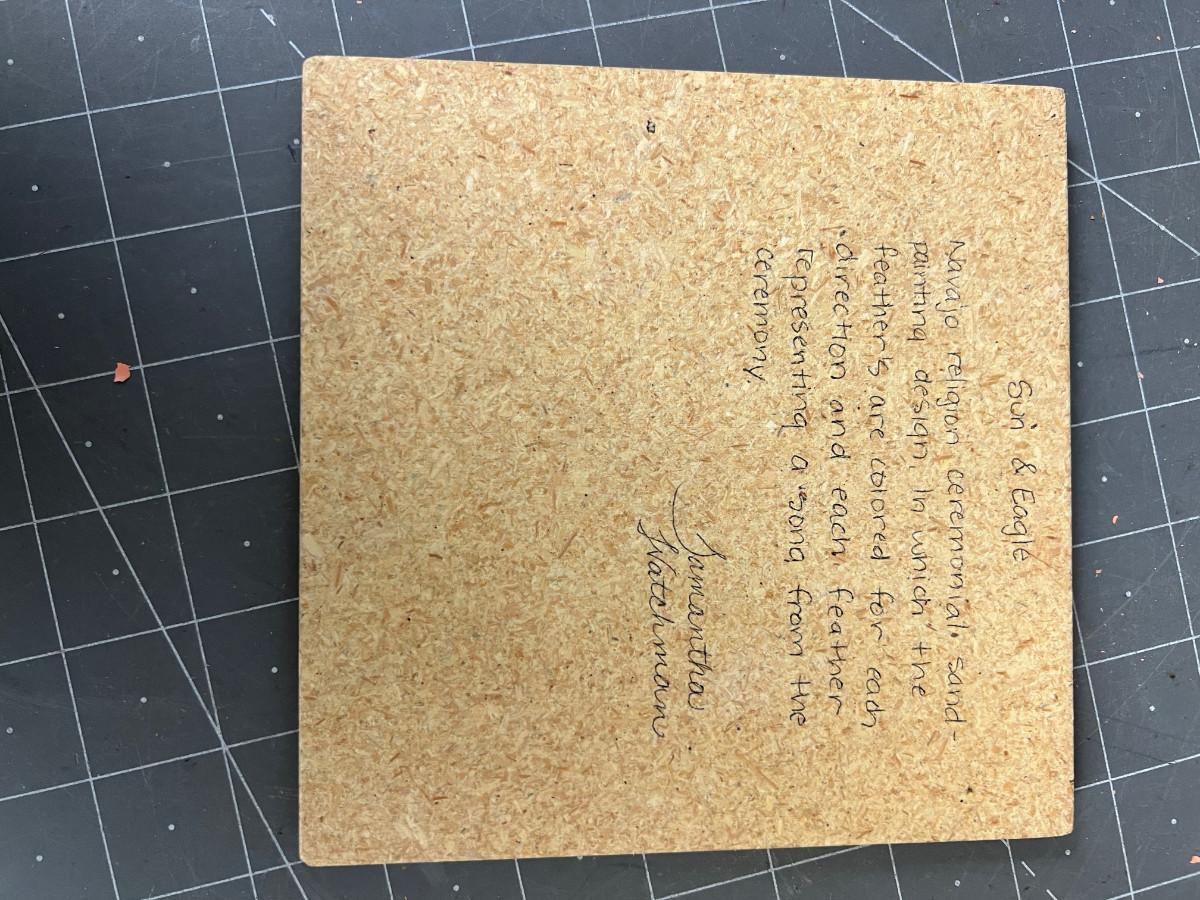 Sun & Eagle
Navajo religion ceremonial sand-
painting design, in which the
feather's are colored for each
direction and each feather
representing a song from the
ceremony.
Samantha
Watchman